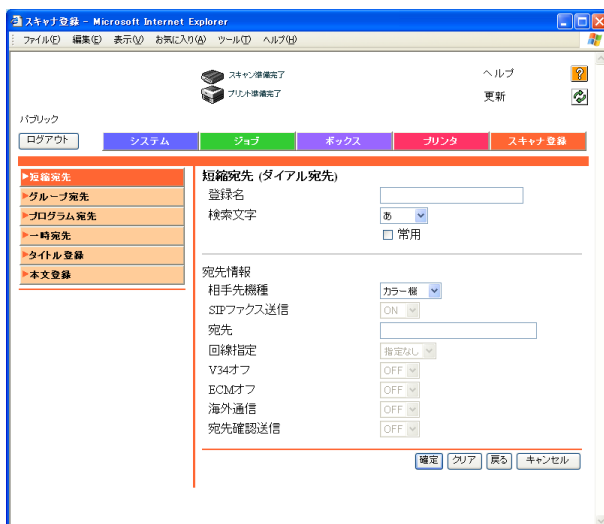 スキャナ登録 - Microsoft Internet Explorer
ファイル(F) 編集(E) 表示(V) お気に入り(A) ツール(T) ヘルプ(H)
スキャン準備完了 ヘルプ
プリント準備完了 更新
パブリック
ログアウト システム ジョブ ボックス プリンタ スキャナ登録
短縮宛先
グループ宛先
プログラム宛先
一時宛先
タイトル登録
本文登録
短縮宛先 (ダイアル宛先)
登録名
検索文字 あ
常用
宛先情報
相手先機種 カラー機
SIPファクス送信 ON
宛先
回線指定 指定なし
V34オフ OFF
ECMオフ OFF
海外通信 OFF
宛先確認送信 OFF
確定 クリア 戻る キャンセル